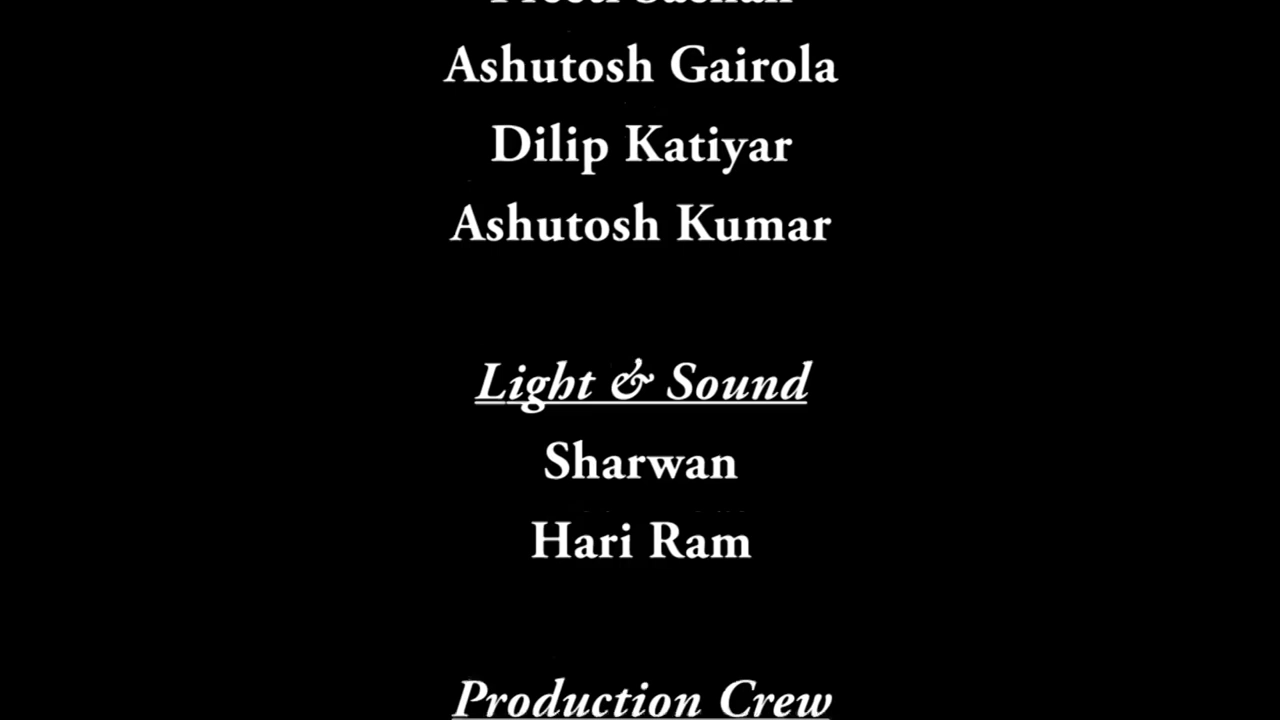 Ashutosh Gairola
Dilip Katiyar
Ashutosh Kumar
Light & Sound
Sharwan
Hari Ram
Production Crew